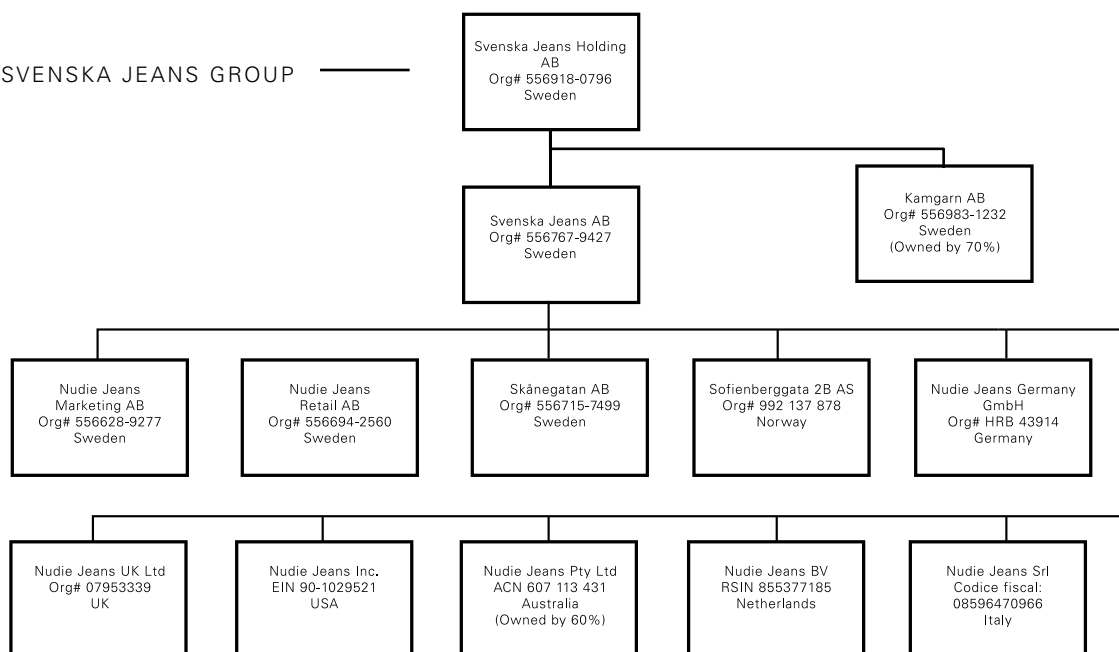 SVENSKA JEANS GROUP
Svenska Jeans Holding
AB
Org# 556918-0796
Sweden
Svenska Jeans AB
Org# 556767-9427
Sweden
Kamgarn AB
Org# 556983-1232
Sweden
(Owned by 70%)
Nudie Jeans
Marketing AB
Org# 556628-9277
Sweden
Nudie Jeans
Retail AB
Org# 556694-2560
Sweden
Skånegatan AB
Org# 556715-7499
Sweden
Sofienberggata 2B AS
Org# 992 137 878
Norway
Nudie Jeans Germany
GmbH
Org# HRB 43914
Germany
Nudie Jeans UK Ltd
Org# 07953339
UK
Nudie Jeans Inc.
EIN 90-1029521
USA
Nudie Jeans Pty Ltd
ACN 607 113 431
Australia
(Owned by 60%)
Nudie Jeans BV
RSIN 855377185
Netherlands
Nudie Jeans Srl
Codice fiscal:
08596470966
Italy